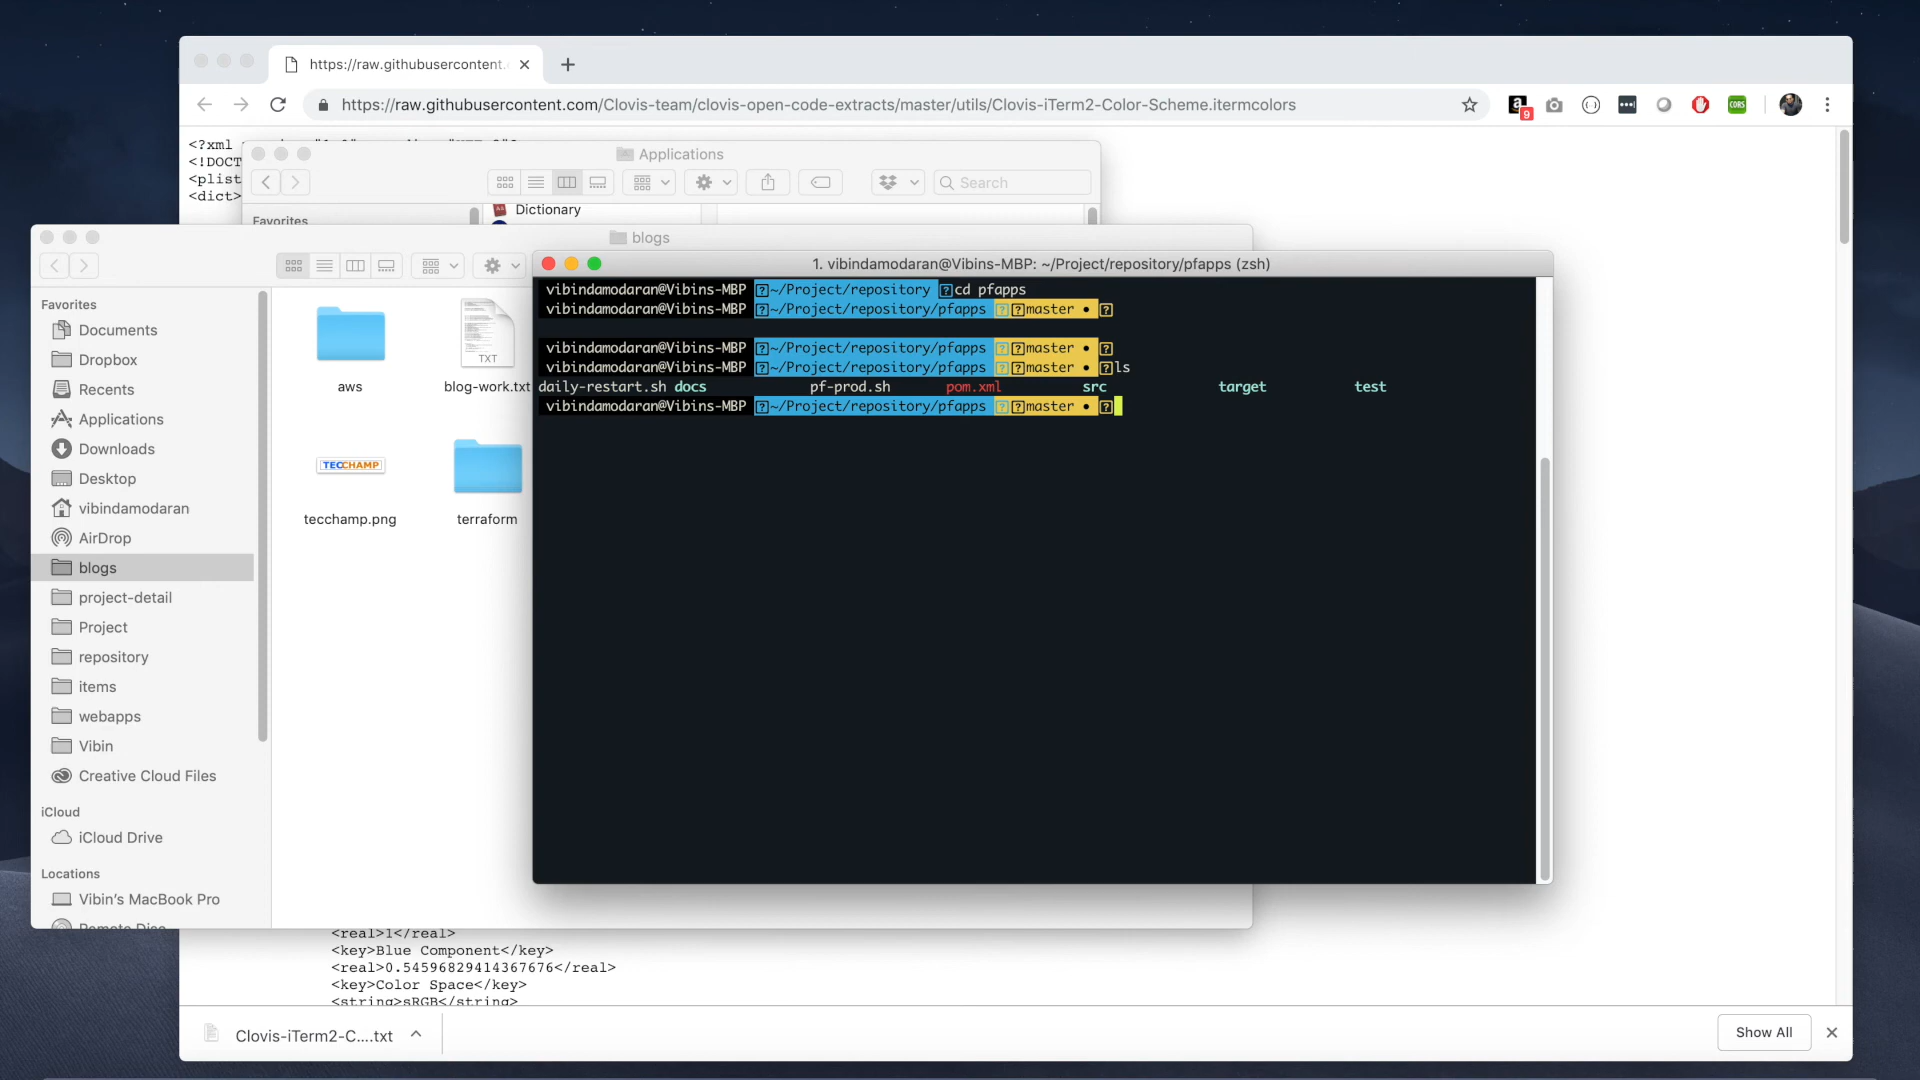 https://raw.githubusercontent.
https://raw.githubusercontent.com/Clovis-team/clovis-open-code-extracts/master/utils/Clovis-iTerm2-Color-Scheme.itermcolors
a
9
CORS
<?xml
<!DOCT
<plist
<dict>
Applications
Search
Favorites
Dictionary
blogs
Favorites
Documents
Dropbox
Recents
Applications
Downloads
Desktop
vibindamodaran
AirDrop
blogs
project-detail
Project
repository
items
webapps
Vibin
Creative Cloud Files
iCloud
iCloud Drive
Locations
Vibin's MacBook Pro
Remote Disc
aws
TXT
blog-work.txt
TECCHAMP
tecchamp.png
terraform
1. vibindamodaran@Vibins-MBP: ~/Project/repository/pfapps (zsh)
vibindamodaran@Vibins-MBP ~/Project/repository cd pfapps
vibindamodaran@Vibins-MBP ~/Project/repository/pfapps master •
vibindamodaran@Vibins-MBP ~/Project/repository/pfapps master •
vibindamodaran@Vibins-MBP ~/Project/repository/pfapps master • ls
daily-restart.sh docs pf-prod.sh pom.xml src target test
vibindamodaran@Vibins-MBP ~/Project/repository/pfapps master •
<real>1</real>
<key>Blue Component</key>
<real>0.54596829414367676</real>
<key>Color Space</key>
<string>sRGB</string>
Clovis-iTerm2-C....txt
Show All